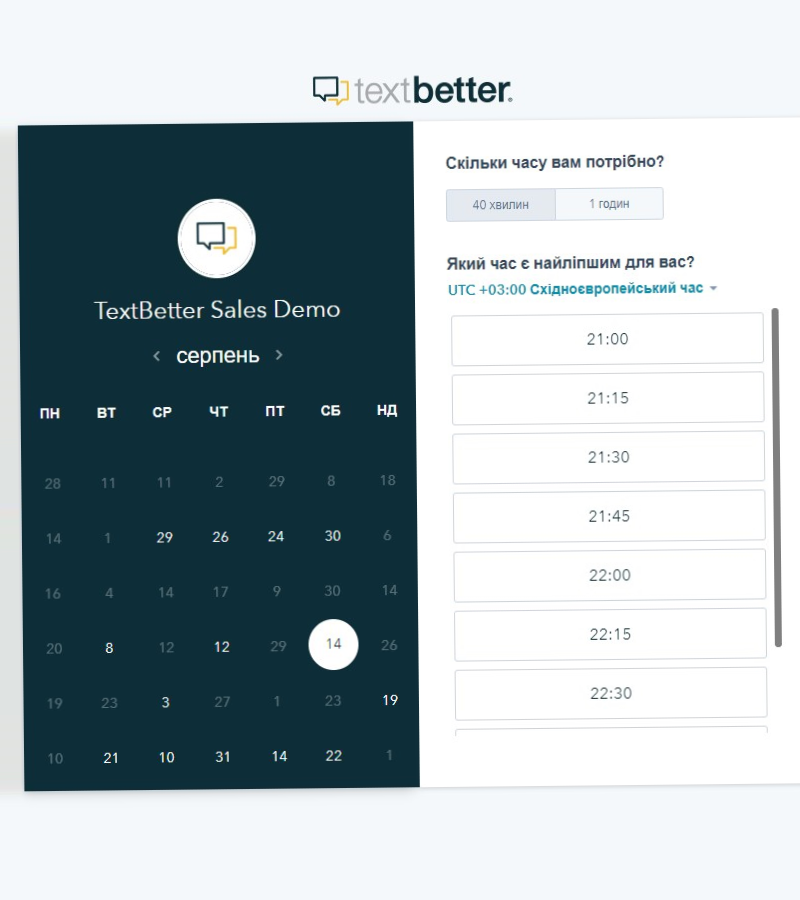 textbetter.
TextBetter Sales Demo
серпень
ПН ВТ СР ЧТ ПТ СБ НД
28 11 11 2 29 8 18
14 1 29 26 24 30 6
16 4 14 17 9 30 14
20 8 12 12 29 14 26
19 23 3 27 1 23 19
10 21 10 31 14 22 1
Скільки часу вам потрібно?
40 хвилин 1 годин
Який час є найліпшим для вас?
UTC +03:00 Східноєвропейський час
21:00
21:15
21:30
21:45
22:00
22:15
22:30